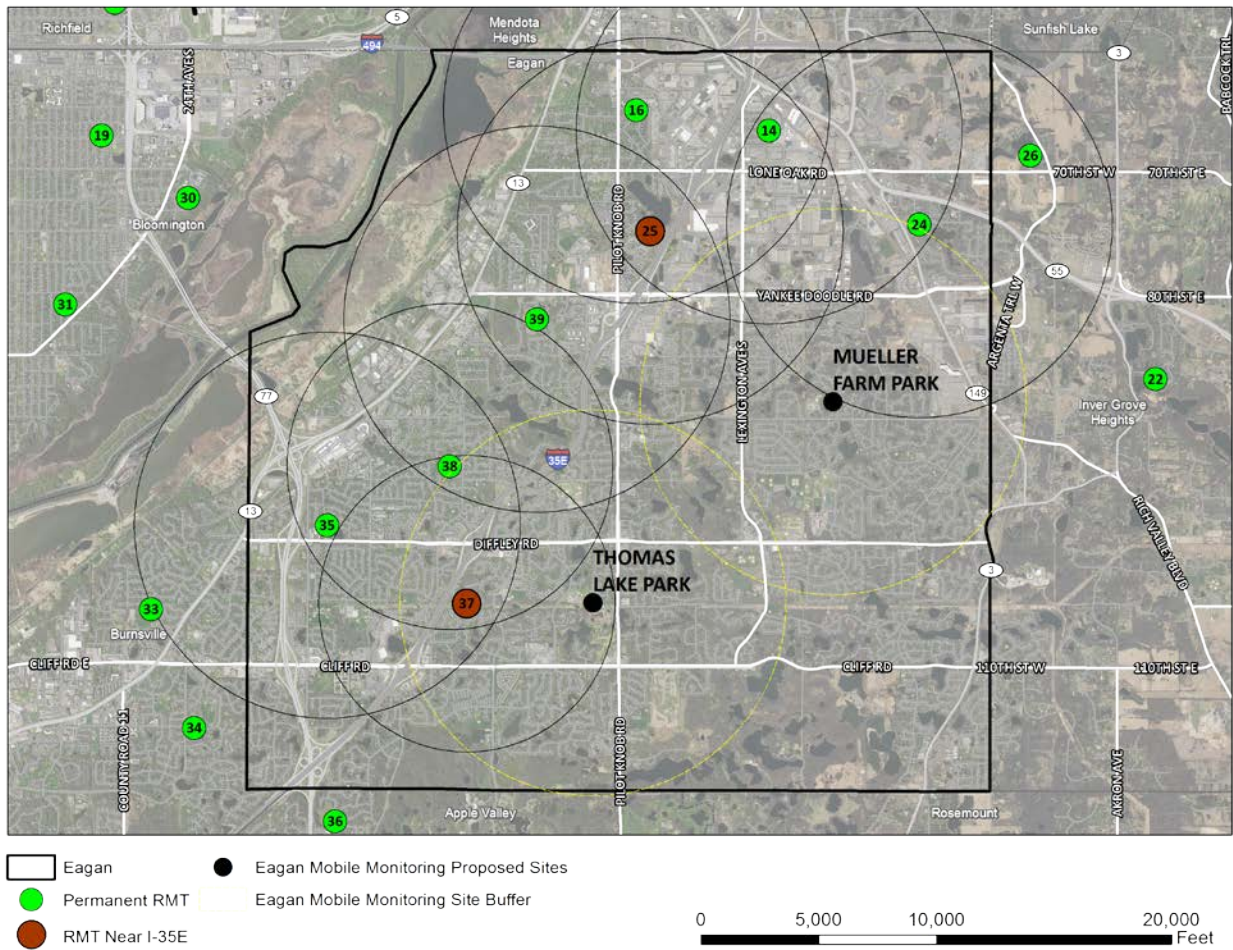 5
Mendota
Heights
Sunfish Lake
Richfield
494
3
Eagan
24TH AVE S
BABCOCK TRL
16
14
19
26
LONE OAK RD
70TH ST W
70TH ST E
13
30
Bloomington
PILOT KNOB RD
25
24
55
31
YANKEE DOODLE RD
80TH ST E
39
ARGENTA TRL W
MUELLER
FARM PARK
LEXINGTON AVE S
22
77
149
Inver Grove
Heights
38
35E
13
35
DIFFLEY RD
RICH VALLEY BLVD
THOMAS
LAKE PARK
3
33
37
Burnsville
CLIFF RD E
CLIFF RD
CLIFF RD
110TH ST W
110TH ST E
34
COUNTY ROAD 11
PILOT KNOB RD
AKRON AVE
36
Apple Valley
Rosemount
Eagan
Eagan Mobile Monitoring Proposed Sites
Permanent RMT
Eagan Mobile Monitoring Site Buffer
RMT Near I-35E
0 5,000 10,000 20,000
Feet